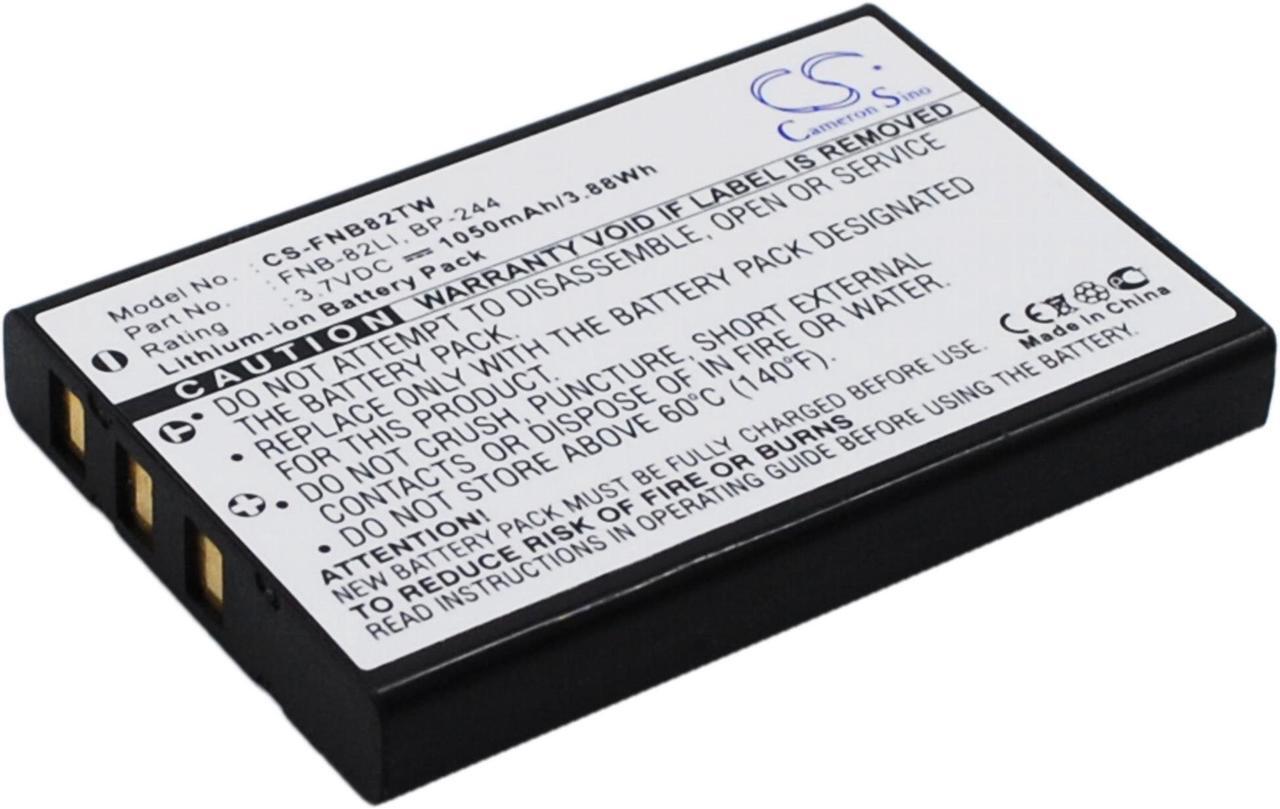 CS.
Cameron Sino
Model No. : CS-FNB82TW
Part No. : FNB-82LI, BP-244
Rating : 3.7VDC ⎓ 1050mAh/3.88Wh
Lithium-ion Battery Pack
CAUTION WARRANTY VOID IF LABEL IS REMOVED
• DO NOT ATTEMPT TO DISASSEMBLE, OPEN OR SERVICE
THE BATTERY PACK.
• REPLACE ONLY WITH THE BATTERY PACK DESIGNATED
FOR THIS PRODUCT.
• DO NOT CRUSH, PUNCTURE, SHORT EXTERNAL
CONTACTS OR DISPOSE OF IN FIRE OR WATER.
• DO NOT STORE ABOVE 60°C (140°F).
ATTENTION!
NEW BATTERY PACK MUST BE FULLY CHARGED BEFORE USE.
TO REDUCE RISK OF FIRE OR BURNS
READ INSTRUCTIONS PRIOR TO USING THE BATTERY.
CE
Made in China